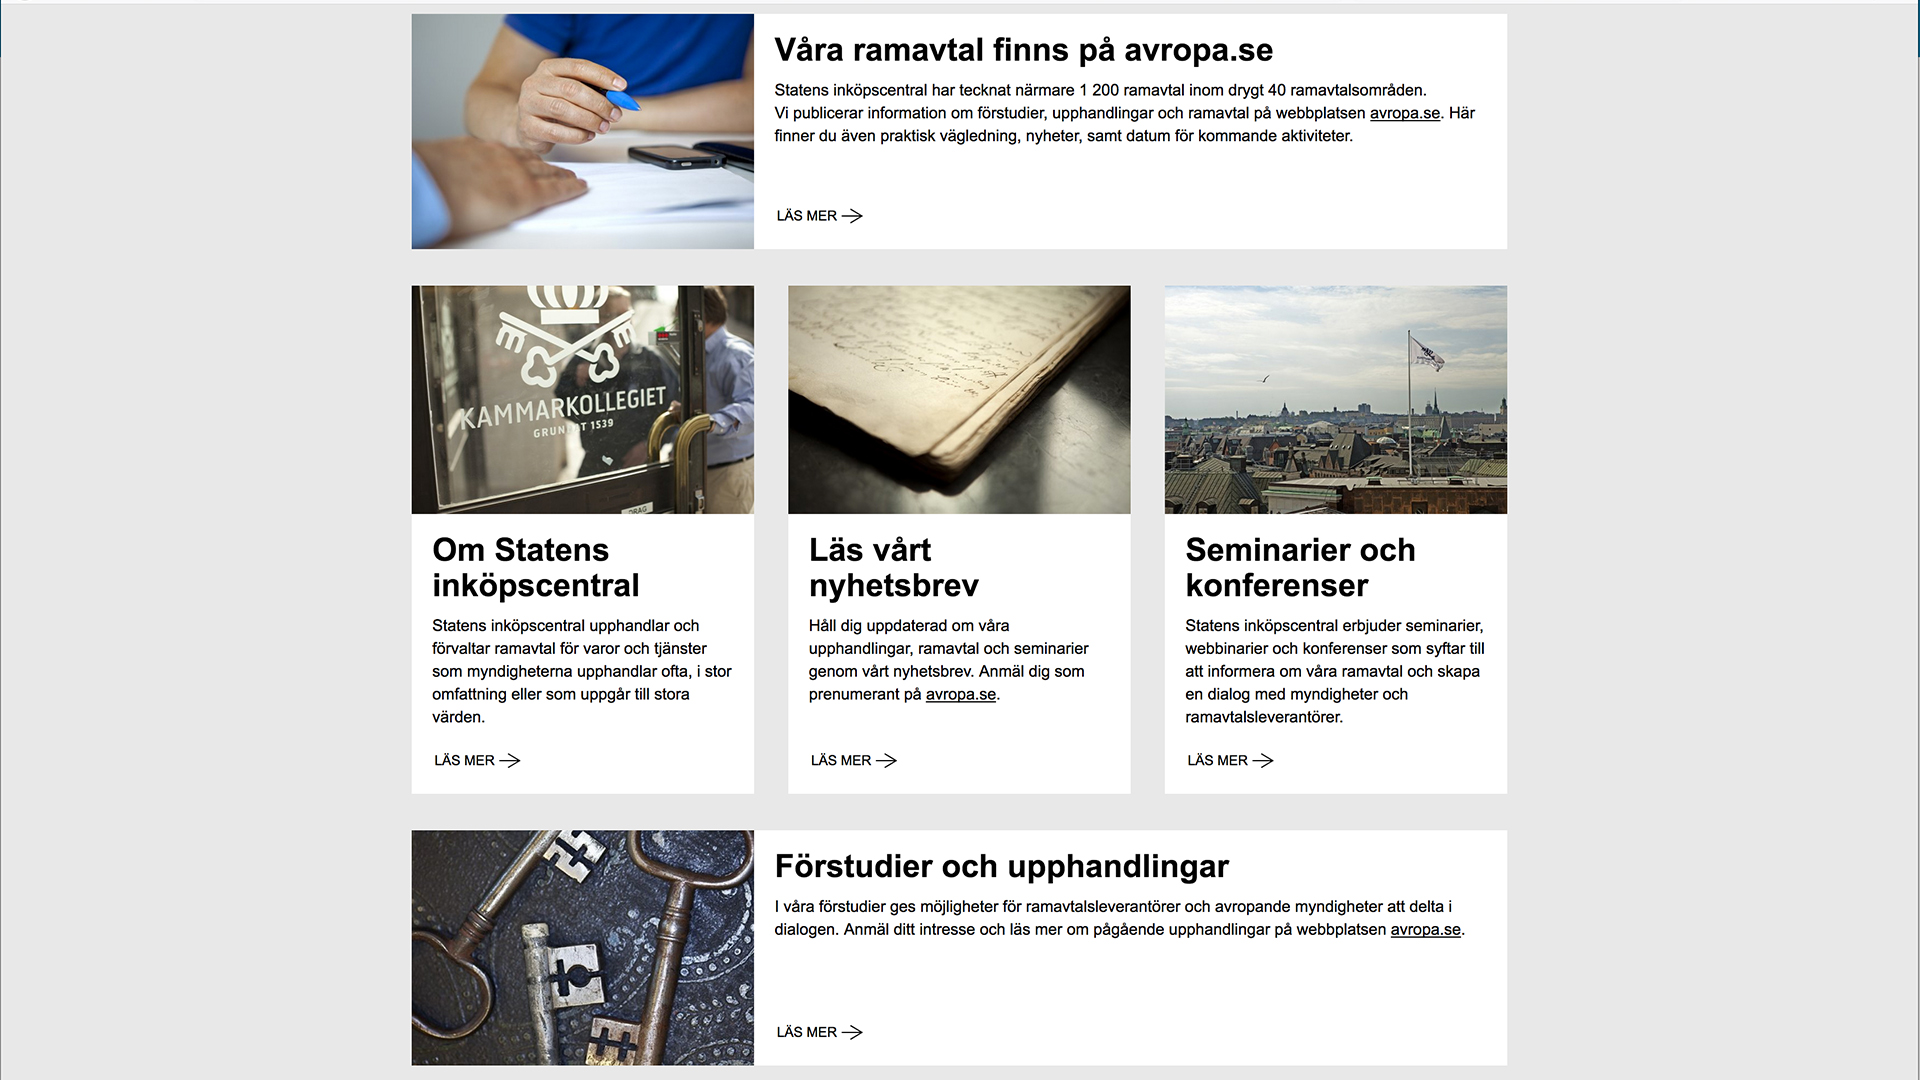 Våra ramavtal finns på avropa.se
Statens inköpscentral har tecknat närmare 1 200 ramavtal inom drygt 40 ramavtalsområden.
Vi publicerar information om förstudier, upphandlingar och ramavtal på webbplatsen avropa.se. Här
finner du även praktisk vägledning, nyheter, samt datum för kommande aktiviteter.
LÄS MER
KAMMARKOLLEGIET
GRUNDAT 1539
DRAG
Om Statens
inköpscentral
Statens inköpscentral upphandlar och
förvaltar ramavtal för varor och tjänster
som myndigheterna upphandlar ofta, i stor
omfattning eller som uppgår till stora
värden.
LÄS MER
Läs vårt
nyhetsbrev
Håll dig uppdaterad om våra
upphandlingar, ramavtal och seminarier
genom vårt nyhetsbrev. Anmäl dig som
prenumerant på avropa.se.
LÄS MER
Seminarier och
konferenser
Statens inköpscentral erbjuder seminarier,
webbinarier och konferenser som syftar till
att informera om våra ramavtal och skapa
en dialog med myndigheter och
ramavtalsleverantörer.
LÄS MER
Förstudier och upphandlingar
I våra förstudier ges möjligheter för ramavtalsleverantörer och avropande myndigheter att delta i
dialogen. Anmäl ditt intresse och läs mer om pågående upphandlingar på webbplatsen avropa.se.
LÄS MER